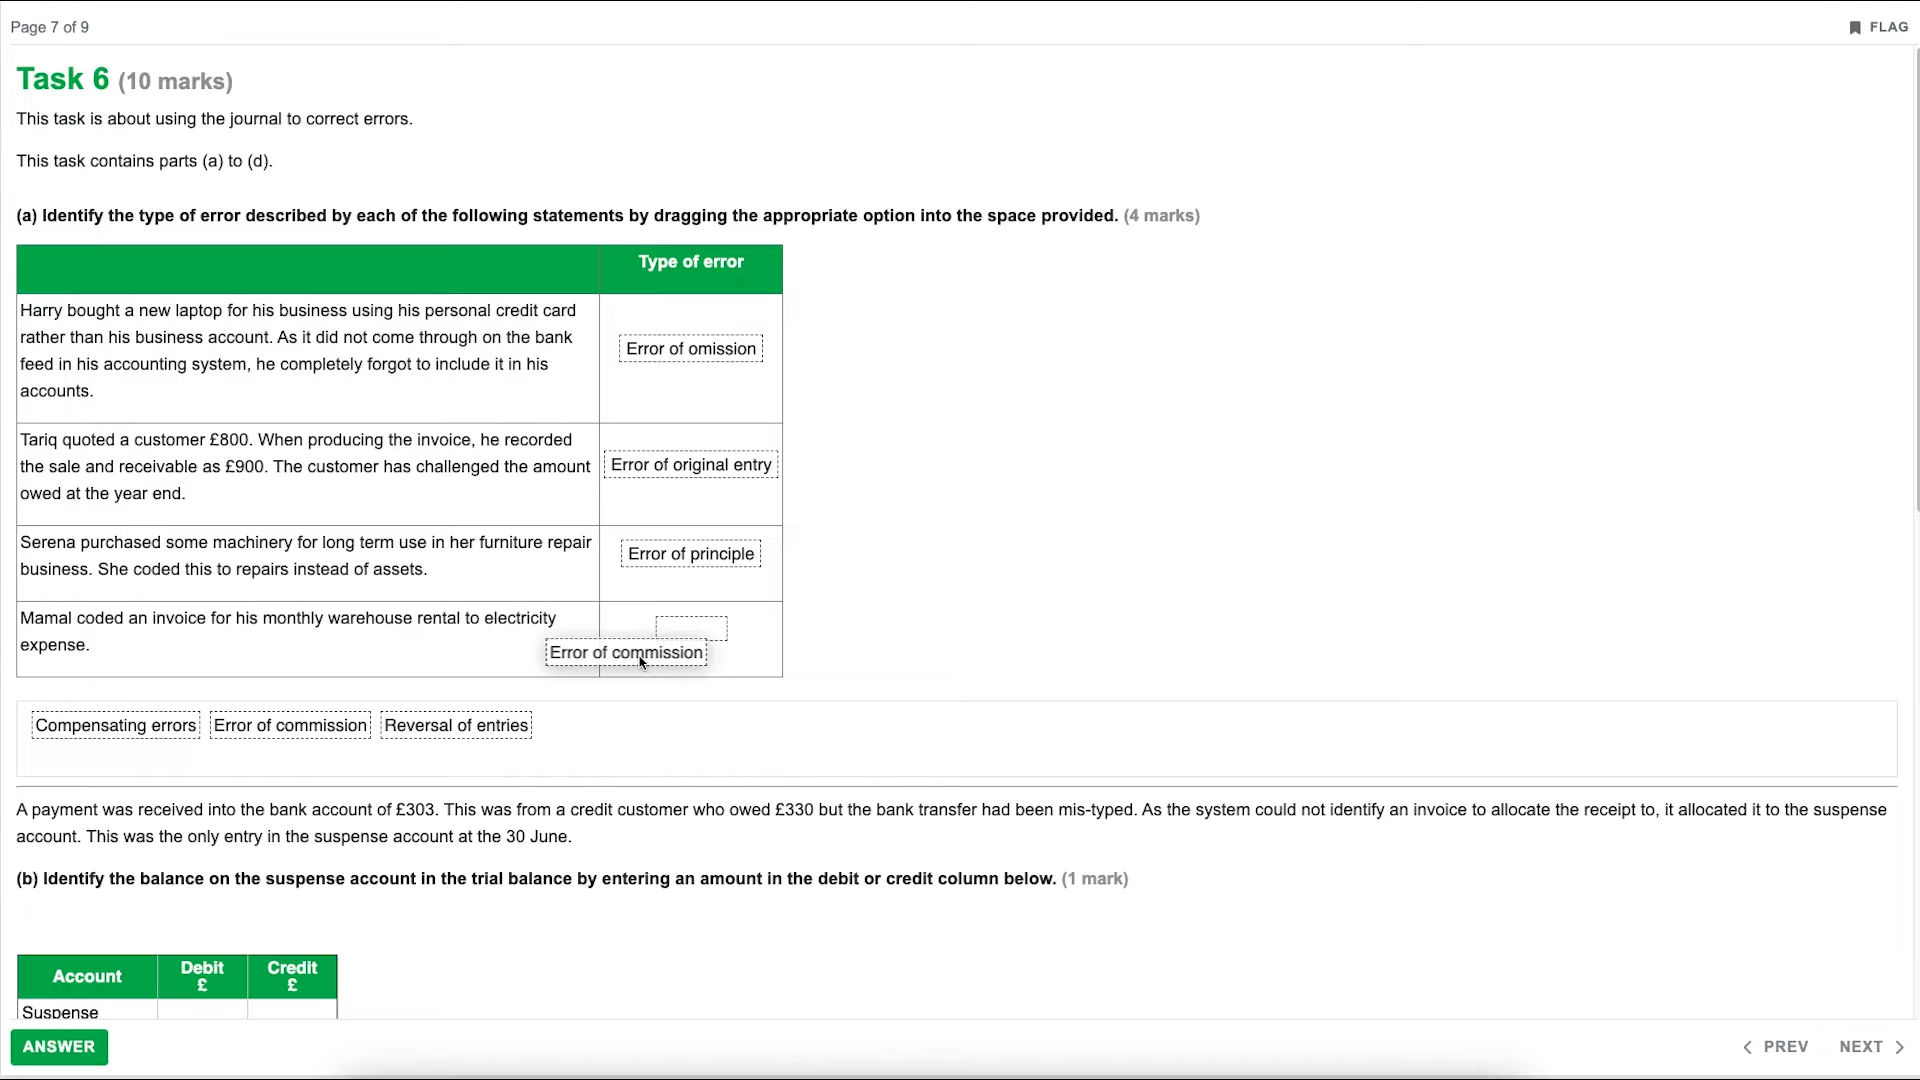 Page 7 of 9
FLAG
Task 6 (10 marks)
This task is about using the journal to correct errors.
This task contains parts (a) to (d).
(a) Identify the type of error described by each of the following statements by dragging the appropriate option into the space provided. (4 marks)
Type of error
Harry bought a new laptop for his business using his personal credit card
rather than his business account. As it did not come through on the bank
feed in his accounting system, he completely forgot to include it in his
accounts.
Error of omission
Tariq quoted a customer £800. When producing the invoice, he recorded
the sale and receivable as £900. The customer has challenged the amount
owed at the year end.
Error of original entry
Serena purchased some machinery for long term use in her furniture repair
business. She coded this to repairs instead of assets.
Error of principle
Mamal coded an invoice for his monthly warehouse rental to electricity
expense.
Error of commission
Compensating errors Error of commission Reversal of entries
A payment was received into the bank account of £303. This was from a credit customer who owed £330 but the bank transfer had been mis-typed. As the system could not identify an invoice to allocate the receipt to, it allocated it to the suspense
account. This was the only entry in the suspense account at the 30 June.
(b) Identify the balance on the suspense account in the trial balance by entering an amount in the debit or credit column below. (1 mark)
Account Debit £ Credit £
Suspense
ANSWER
PREV NEXT